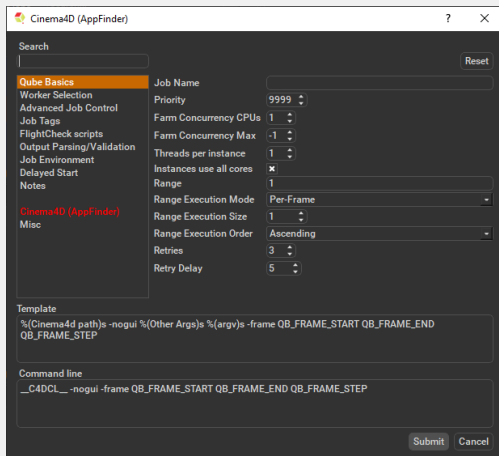 Cinema4D (AppFinder)
?
Search
Reset
Qube Basics
Worker Selection
Advanced Job Control
Job Tags
FlightCheck scripts
Output Parsing/Validation
Job Environment
Delayed Start
Notes
Cinema4D (AppFinder)
Misc
Job Name
Priority 9999
Farm Concurrency CPUs 1
Farm Concurrency Max -1
Threads per instance 1
Instances use all cores
Range 1
Range Execution Mode Per-Frame
Range Execution Size 1
Range Execution Order Ascending
Retries 3
Retry Delay 5
Template
%(Cinema4d path)s -nogui %(Other Args)s %(argv)s -frame QB_FRAME_START QB_FRAME_END
QB_FRAME_STEP
Command line
__C4DCL__ -nogui -frame QB_FRAME_START QB_FRAME_END QB_FRAME_STEP
Submit Cancel